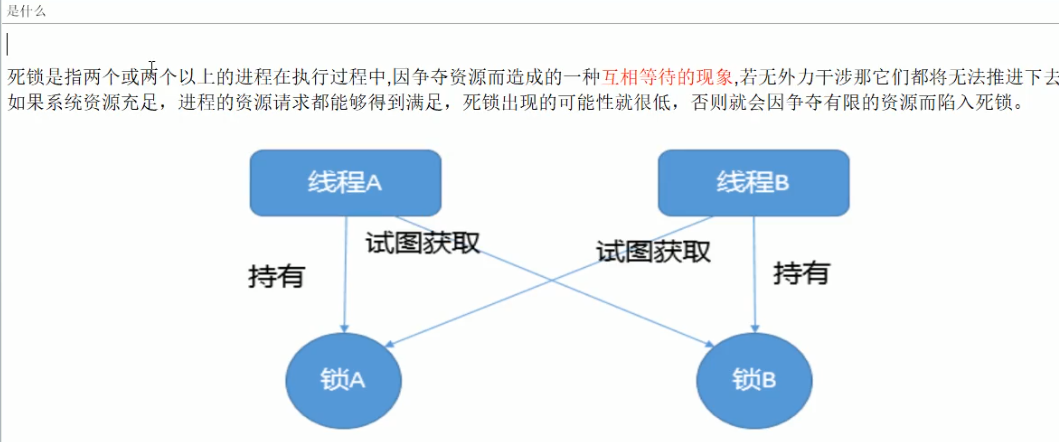 是什么
死锁是指两个或两个以上的进程在执行过程中,因争夺资源而造成的一种互相等待的现象,若无外力干涉那它们都将无法推进下去
如果系统资源充足，进程的资源请求都能够得到满足，死锁出现的可能性就很低，否则就会因争夺有限的资源而陷入死锁。
线程A
线程B
试图获取
试图获取
持有
持有
锁A
锁B